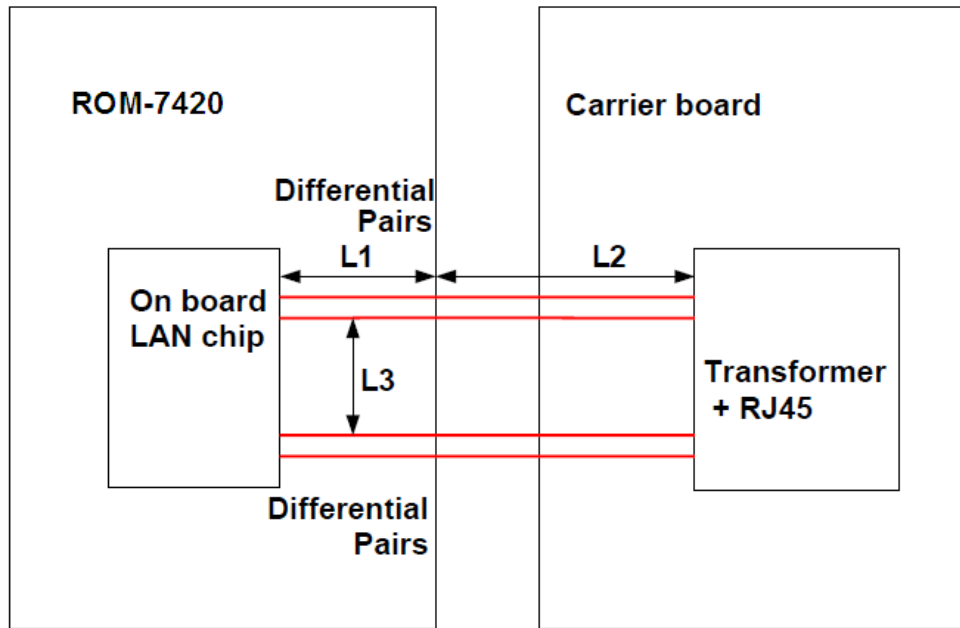 ROM-7420
Carrier board
Differential
Pairs
L1
L2
On board
LAN chip
L3
Transformer
+ RJ45
Differential
Pairs